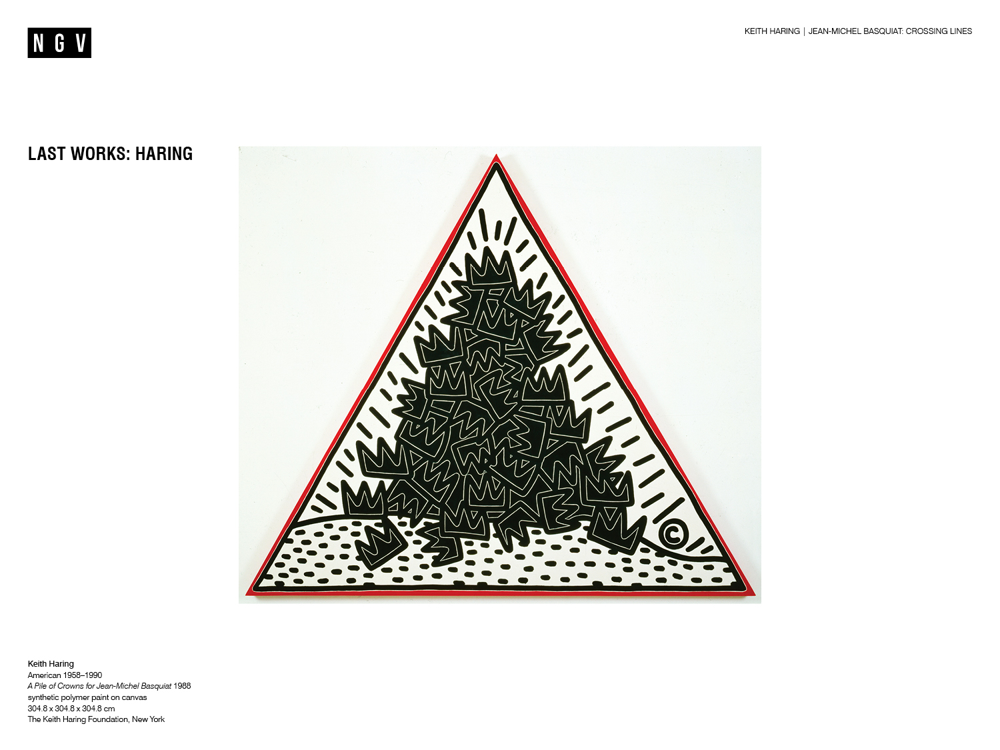 NGV
KEITH HARING | JEAN-MICHEL BASQUIAT: CROSSING LINES
LAST WORKS: HARING
©
Keith Haring
American 1958–1990
A Pile of Crowns for Jean-Michel Basquiat 1988
synthetic polymer paint on canvas
304.8 x 304.8 x 304.8 cm
The Keith Haring Foundation, New York